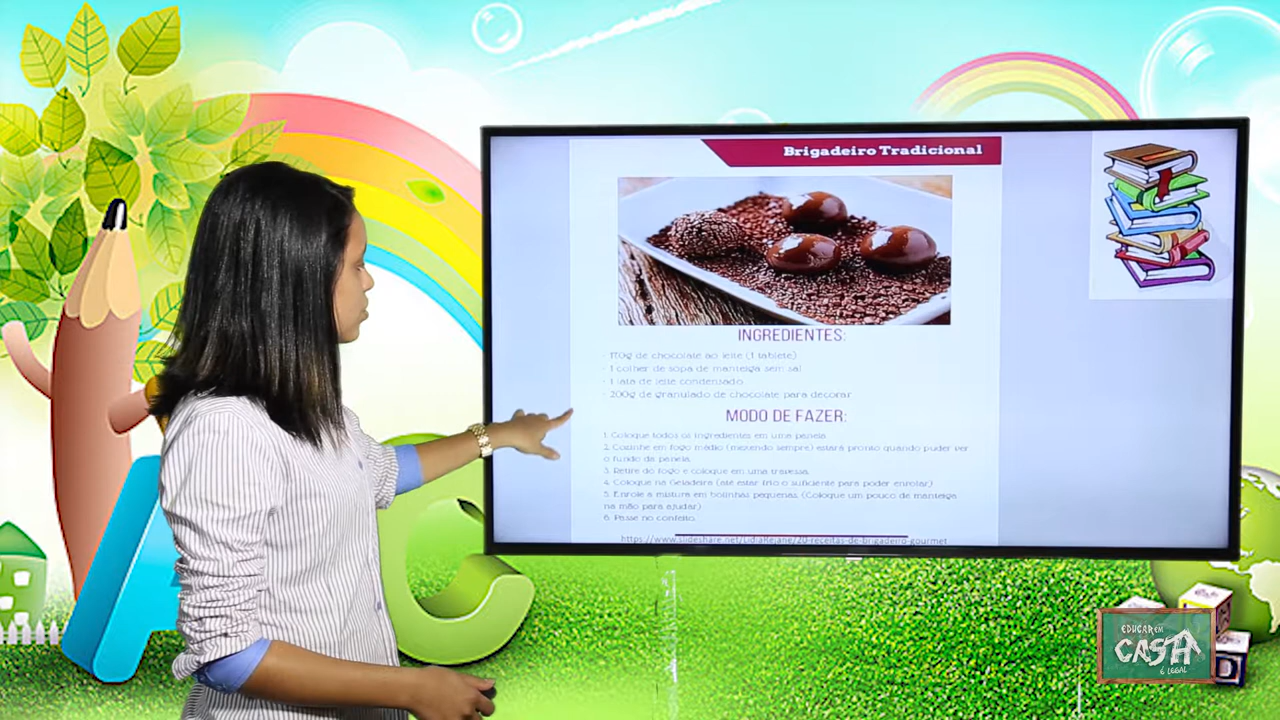 Brigadeiro Tradicional
INGREDIENTES:
- 170g de chocolate ao leite (1 tablete)
- 1 colher de sopa de manteiga sem sal
- 1 lata de leite condensado
- 200g de granulado de chocolate para decorar
MODO DE FAZER:
1. Coloque todos os ingredientes em uma panela.
2. Cozinhe em fogo médio (mexendo sempre) estará pronto quando puder ver
o fundo da panela.
3. Retire do fogo e coloque em uma travessa.
4. Coloque na Geladeira (até estar frio o suficiente para poder enrolar)
5. Enrole a mistura em bolinhas pequenas. (Coloque um pouco de manteiga
na mão para ajudar)
6. Passe no confeito.
https://www.slideshare.net/LidiaRejane/20-receitas-de-brigadeiro-gourmet
A
C
EDUCAR EM
CASA
é LEGAL